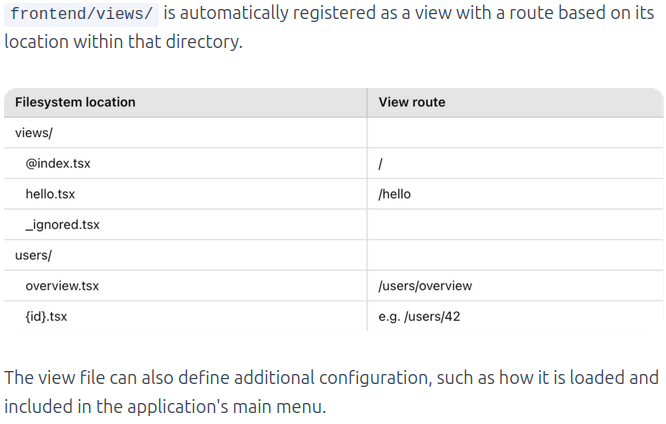 frontend/views/ is automatically registered as a view with a route based on its
location within that directory.
Filesystem location View route
views/
@index.tsx /
hello.tsx /hello
_ignored.tsx
users/
overview.tsx /users/overview
{id}.tsx e.g. /users/42
The view file can also define additional configuration, such as how it is loaded and
included in the application's main menu.